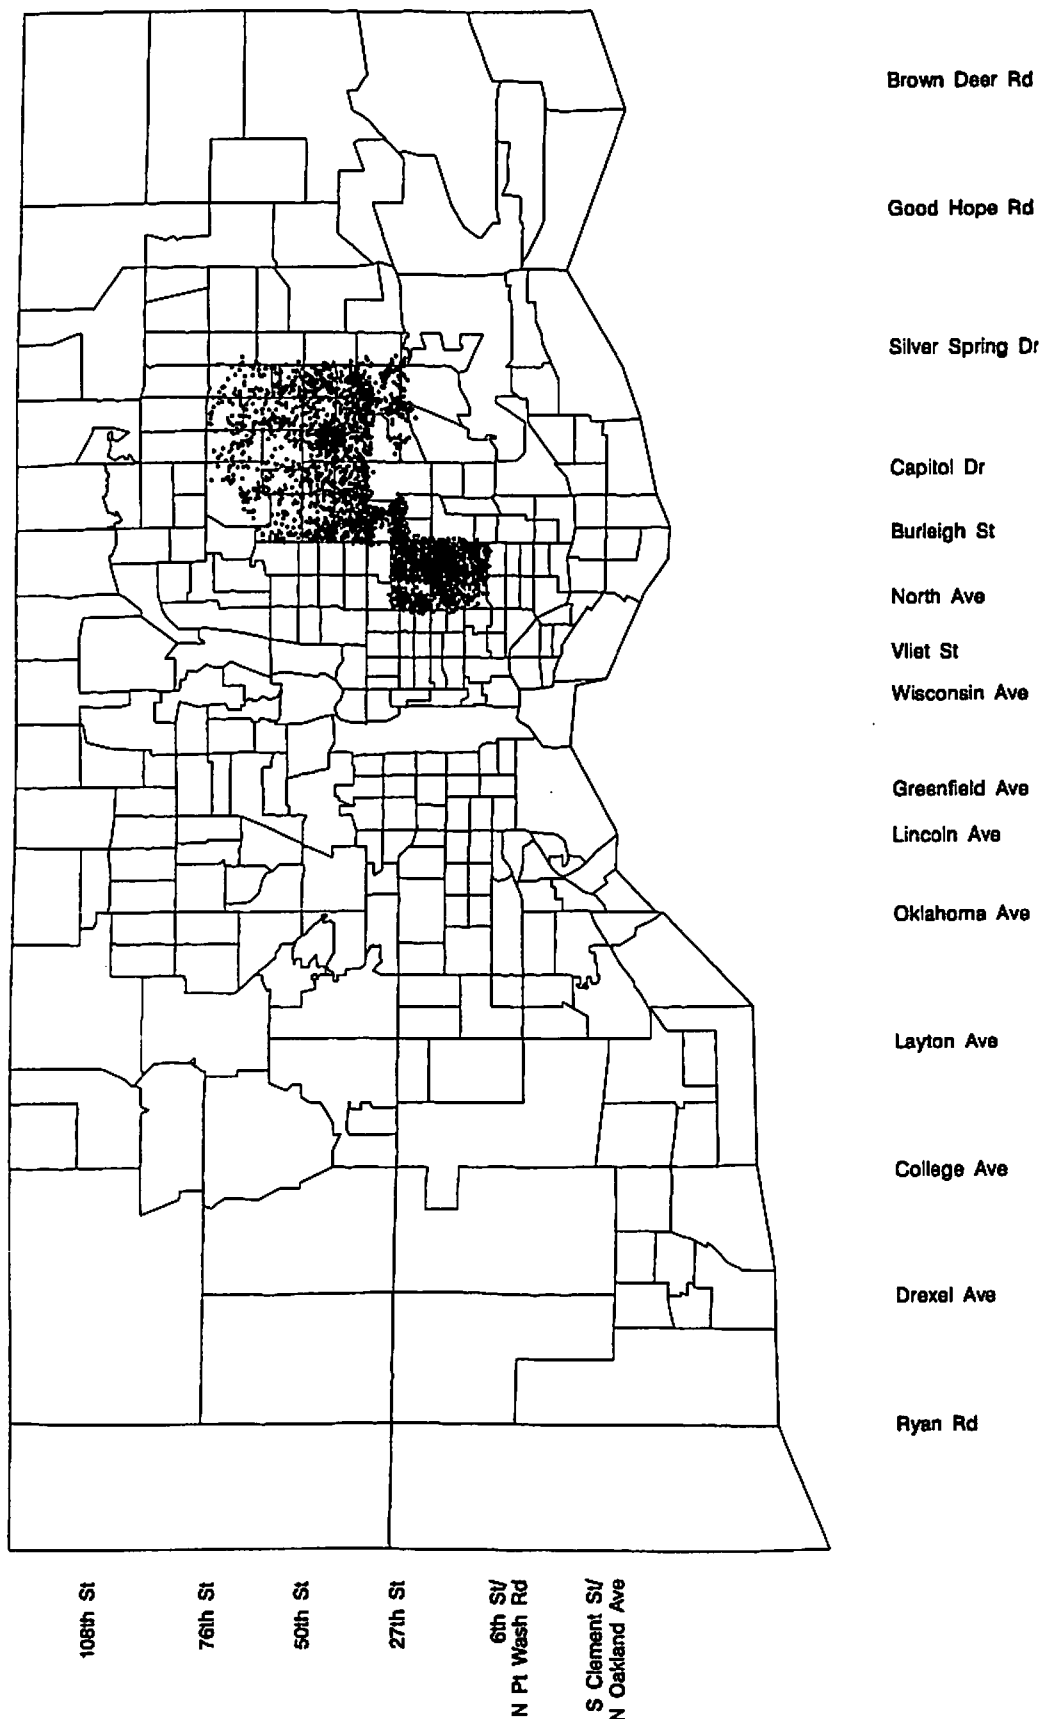 Brown Deer Rd
Good Hope Rd
Silver Spring Dr
Capitol Dr
Burleigh St
North Ave
Vliet St
Wisconsin Ave
Greenfield Ave
Lincoln Ave
Oklahoma Ave
Layton Ave
College Ave
Drexel Ave
Ryan Rd
108th St
76th St
50th St
27th St
6th St/
N Pt Wash Rd
S Clement St/
N Oakland Ave